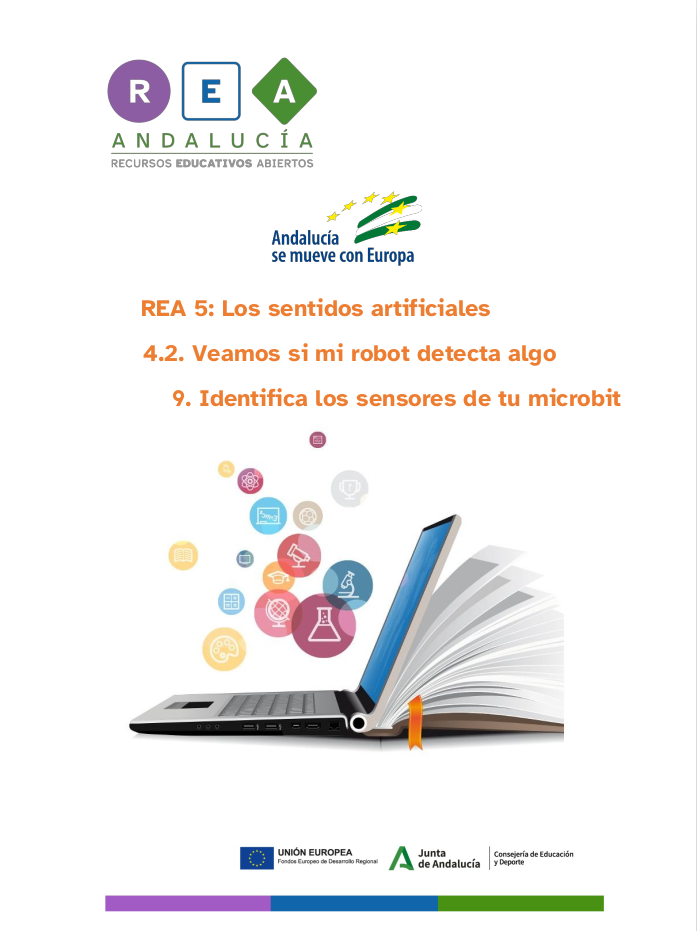 R E A
ANDALUCÍA
RECURSOS EDUCATIVOS ABIERTOS
Andalucía
se mueve con Europa
REA 5: Los sentidos artificiales
4.2. Veamos si mi robot detecta algo
9. Identifica los sensores de tu microbit
UNIÓN EUROPEA
Fondos Europeo de Desarrollo Regional
Junta
de Andalucía
Consejería de Educación
y Deporte